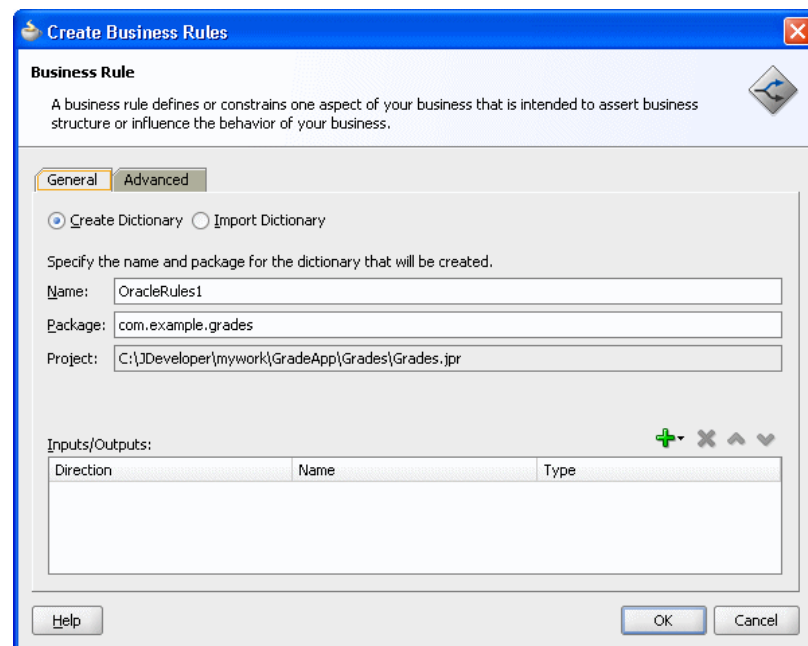 Create Business Rules
Business Rule
A business rule defines or constrains one aspect of your business that is intended to assert business
structure or influence the behavior of your business.
General Advanced
Create Dictionary Import Dictionary
Specify the name and package for the dictionary that will be created.
Name: OracleRules1
Package: com.example.grades
Project: C:\JDeveloper\mywork\GradeApp\Grades\Grades.jpr
Inputs/Outputs:
Direction Name Type
Help OK Cancel